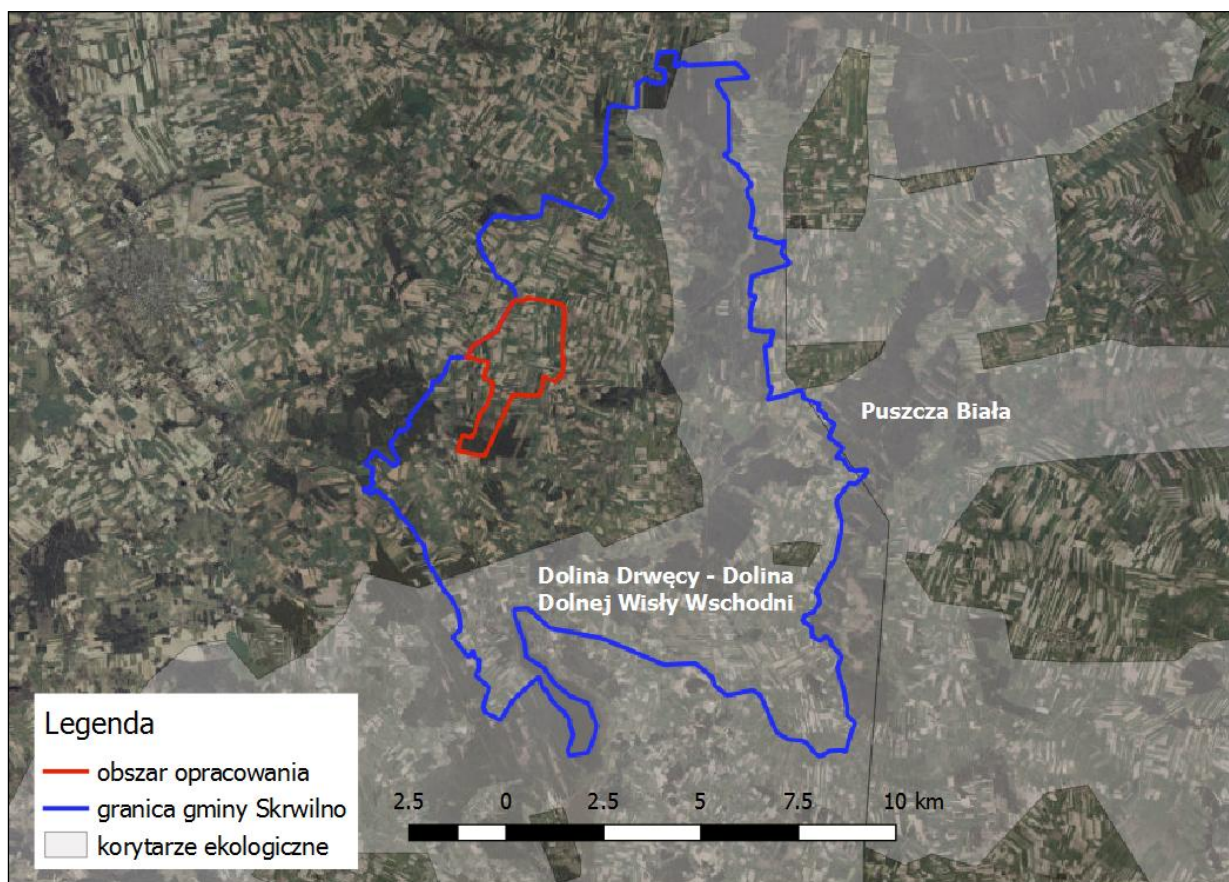 Puszcza Biała
Dolina Drwęcy - Dolina
Dolnej Wisły Wschodni
Legenda
obszar opracowania
granica gminy Skrwilno
korytarze ekologiczne
2.5 0 2.5 5 7.5 10 km